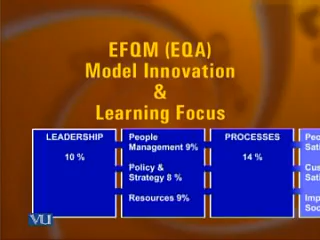 EFQM (EQA)
Model Innovation
&
Learning Focus
LEADERSHIP
10 %
People
Management 9%
Policy &
Strategy 8 %
Resources 9%
PROCESSES
14 %
VU